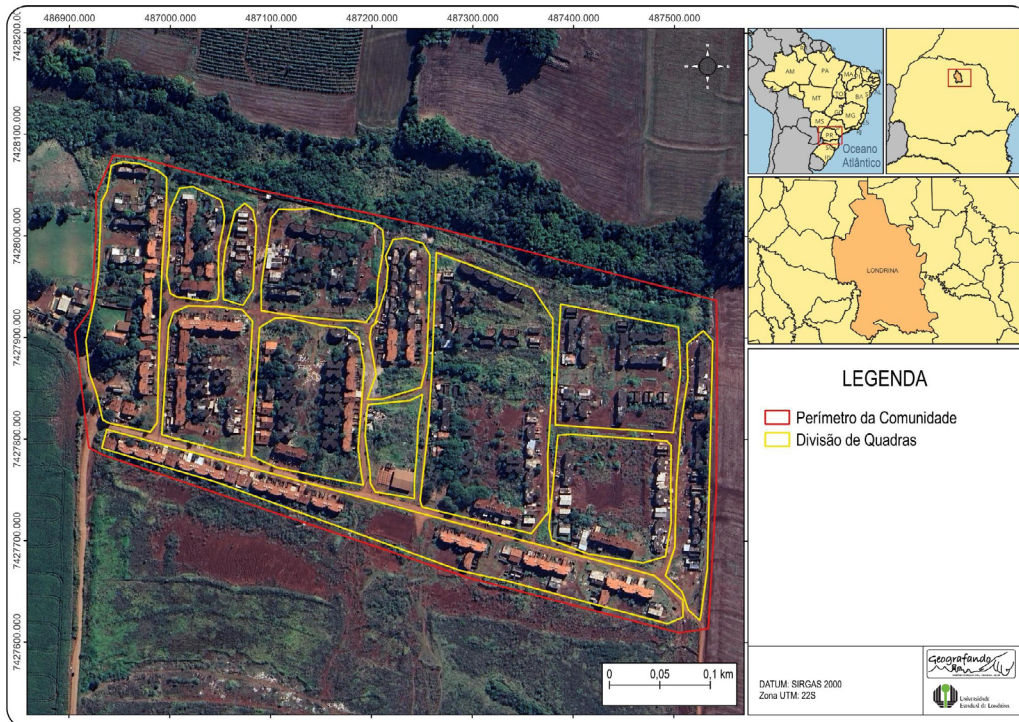 486900.000 487000.000 487100.000 487200.000 487300.000 487400.000 487500.000
7428200.000
7428100.000
7428000.000
7427900.000
7427800.000
7427700.000
7427600.000
0 0,05 0,1 km
AM
PA
MA
TO
BA
MT
MG
MS
PR
Oceano
Atlântico
LONDRINA
LEGENDA
Perímetro da Comunidade
Divisão de Quadras
DATUM: SIRGAS 2000
Zona UTM: 22S
Geografando
Universidade
Estadual de Londrina